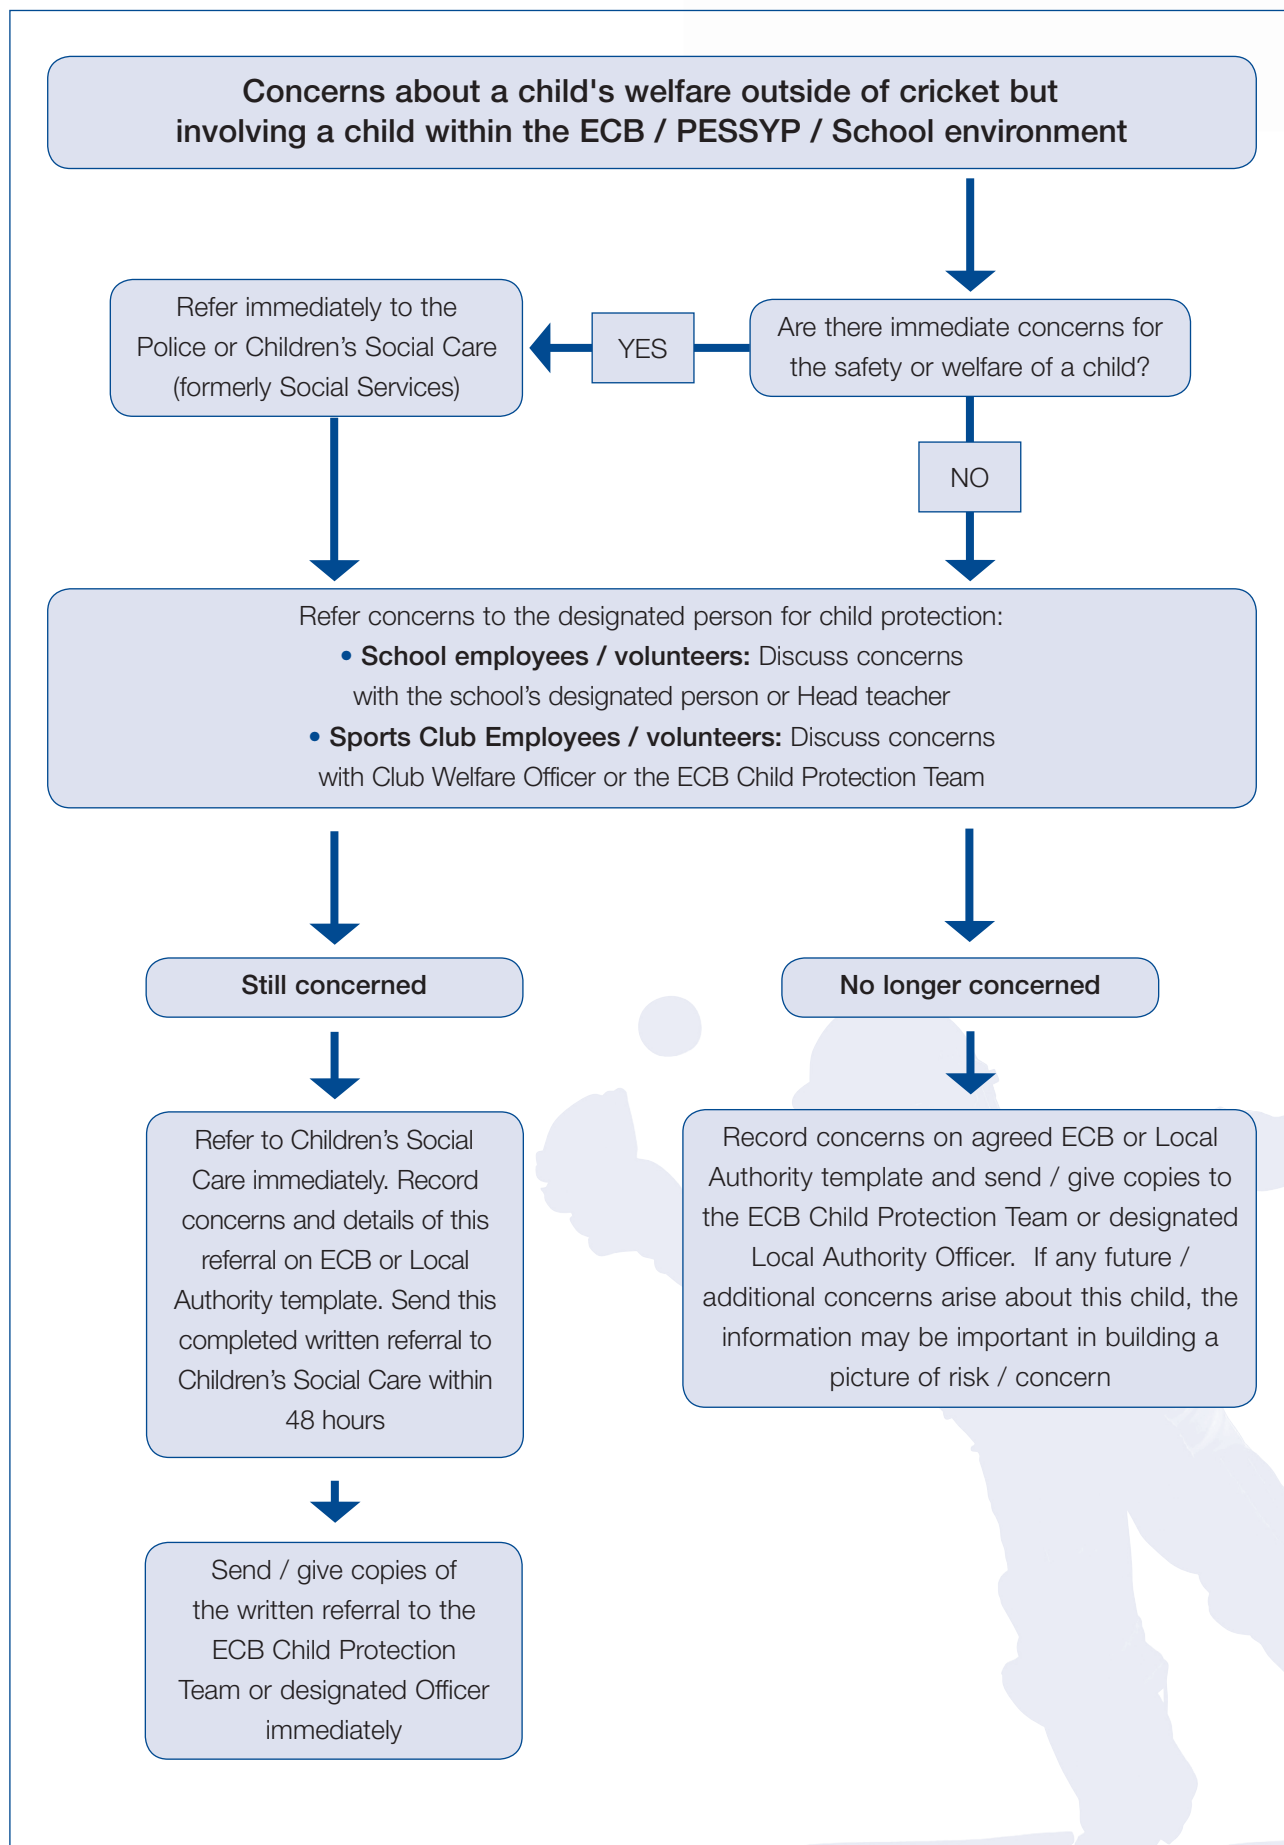 Concerns about a child's welfare outside of cricket but
involving a child within the ECB / PESSYP / School environment
Refer immediately to the
Police or Children’s Social Care
(formerly Social Services)
YES
Are there immediate concerns for
the safety or welfare of a child?
NO
Refer concerns to the designated person for child protection:
• School employees / volunteers: Discuss concerns
with the school’s designated person or Head teacher
• Sports Club Employees / volunteers: Discuss concerns
with Club Welfare Officer or the ECB Child Protection Team
Still concerned
No longer concerned
Refer to Children’s Social
Care immediately. Record
concerns and details of this
referral on ECB or Local
Authority template. Send this
completed written referral to
Children’s Social Care within
48 hours
Record concerns on agreed ECB or Local
Authority template and send / give copies to
the ECB Child Protection Team or designated
Local Authority Officer.  If any future /
additional concerns arise about this child, the
information may be important in building a
picture of risk / concern
Send / give copies of
the written referral to the
ECB Child Protection
Team or designated Officer
immediately